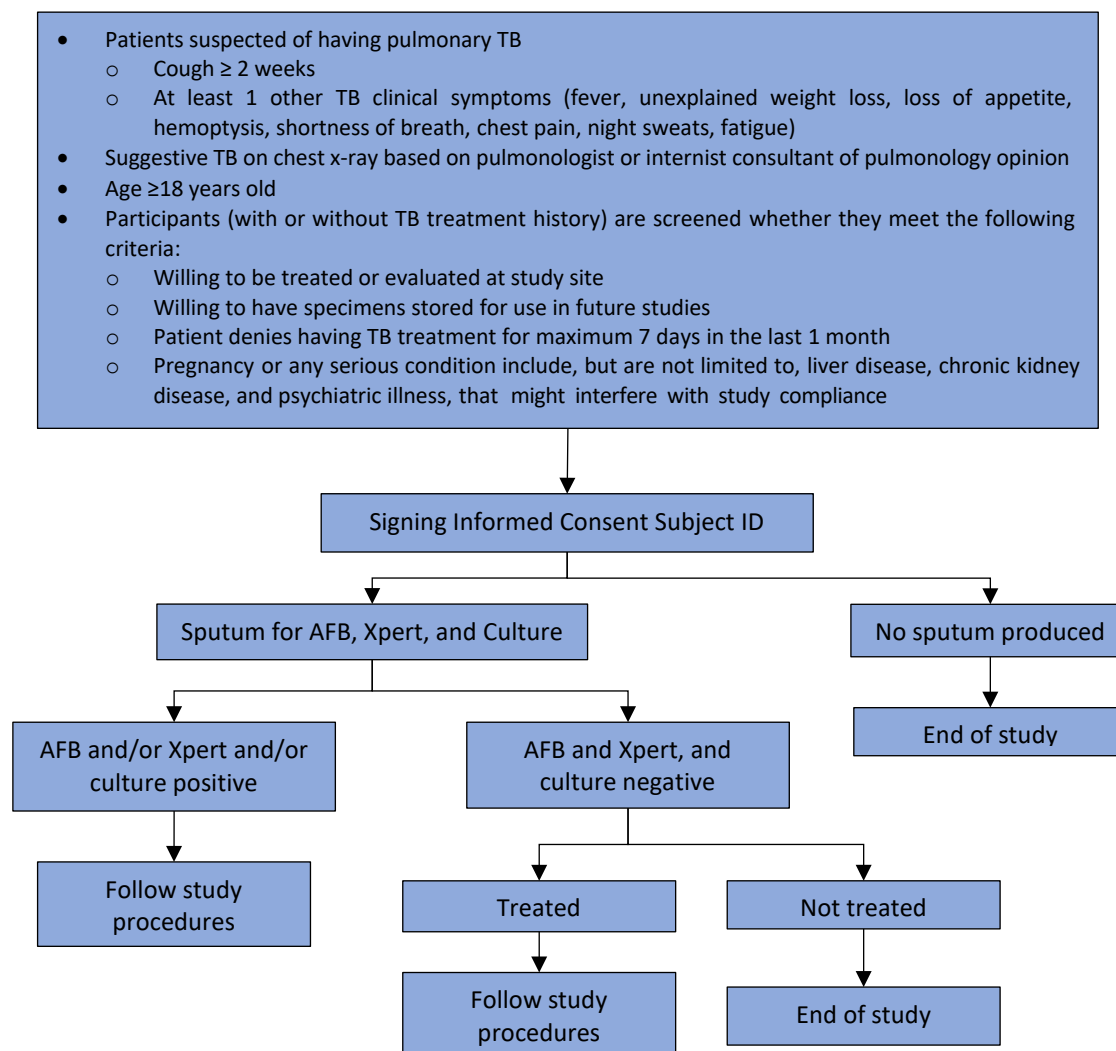 • Patients suspected of having pulmonary TB
o Cough ≥ 2 weeks
o At least 1 other TB clinical symptoms (fever, unexplained weight loss, loss of appetite,
hemoptysis, shortness of breath, chest pain, night sweats, fatigue)
• Suggestive TB on chest x-ray based on pulmonologist or internist consultant of pulmonology opinion
• Age ≥18 years old
• Participants (with or without TB treatment history) are screened whether they meet the following
criteria:
o Willing to be treated or evaluated at study site
o Willing to have specimens stored for use in future studies
o Patient denies having TB treatment for maximum 7 days in the last 1 month
o Pregnancy or any serious condition include, but are not limited to, liver disease, chronic kidney
disease, and psychiatric illness, that might interfere with study compliance
Signing Informed Consent Subject ID
Sputum for AFB, Xpert, and Culture
No sputum produced
AFB and/or Xpert and/or
culture positive
AFB and Xpert, and
culture negative
End of study
Follow study
procedures
Treated
Not treated
Follow study
procedures
End of study